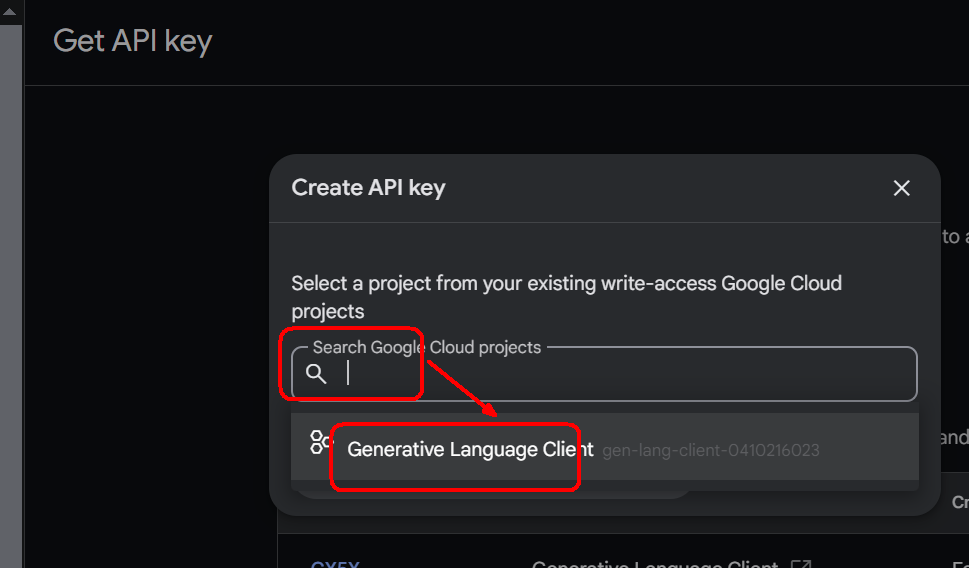 Get API key
Create API key
to a
Select a project from your existing write-access Google Cloud
projects
Search Google Cloud projects
Generative Language Client gen-lang-client-0410216023
and
Cr
Generative Language Client